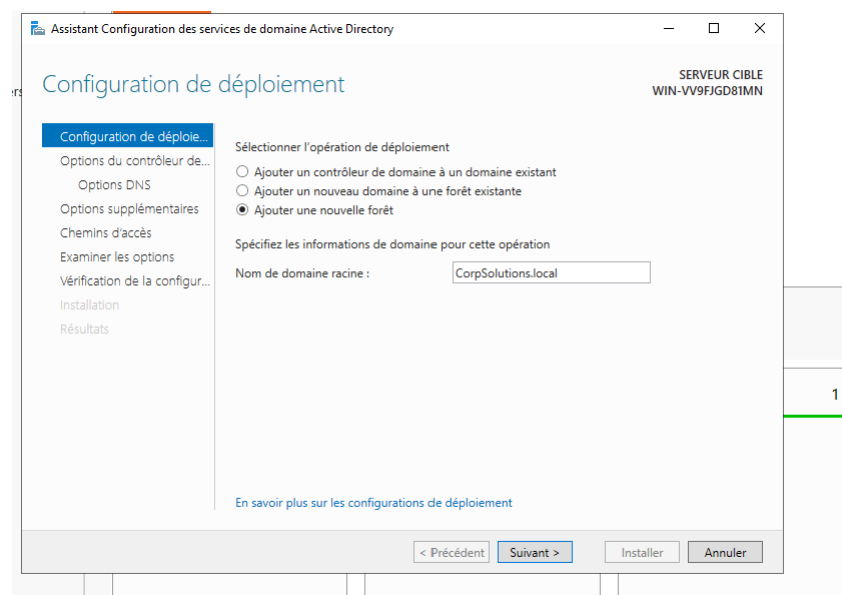 Assistant Configuration des services de domaine Active Directory
Configuration de déploiement
SERVEUR CIBLE
WIN-VV9FJGD81MN
Configuration de déploie...
Options du contrôleur de...
Options DNS
Options supplémentaires
Chemins d'accès
Examiner les options
Vérification de la configur...
Installation
Résultats
Sélectionner l'opération de déploiement
Ajouter un contrôleur de domaine à un domaine existant
Ajouter un nouveau domaine à une forêt existante
Ajouter une nouvelle forêt
Spécifiez les informations de domaine pour cette opération
Nom de domaine racine :
CorpSolutions.local
En savoir plus sur les configurations de déploiement
< Précédent
Suivant >
Installer
Annuler
1